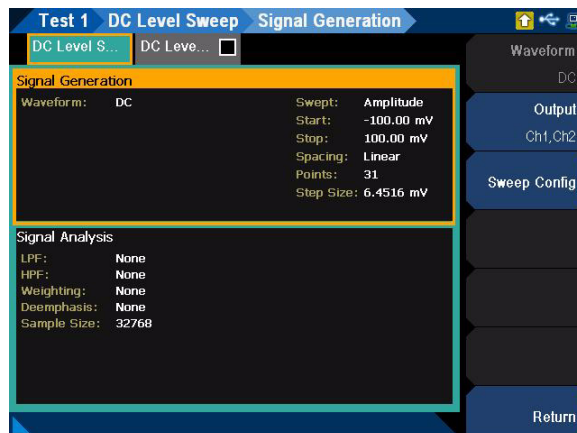 Test 1 DC Level Sweep Signal Generation
DC Level S... DC Leve...
Waveform
DC
Output
Ch1,Ch2
Sweep Config
Return
Signal Generation
Waveform: DC
Swept: Amplitude
Start: -100.00 mV
Stop: 100.00 mV
Spacing: Linear
Points: 31
Step Size: 6.4516 mV
Signal Analysis
LPF: None
HPF: None
Weighting: None
Deemphasis: None
Sample Size: 32768